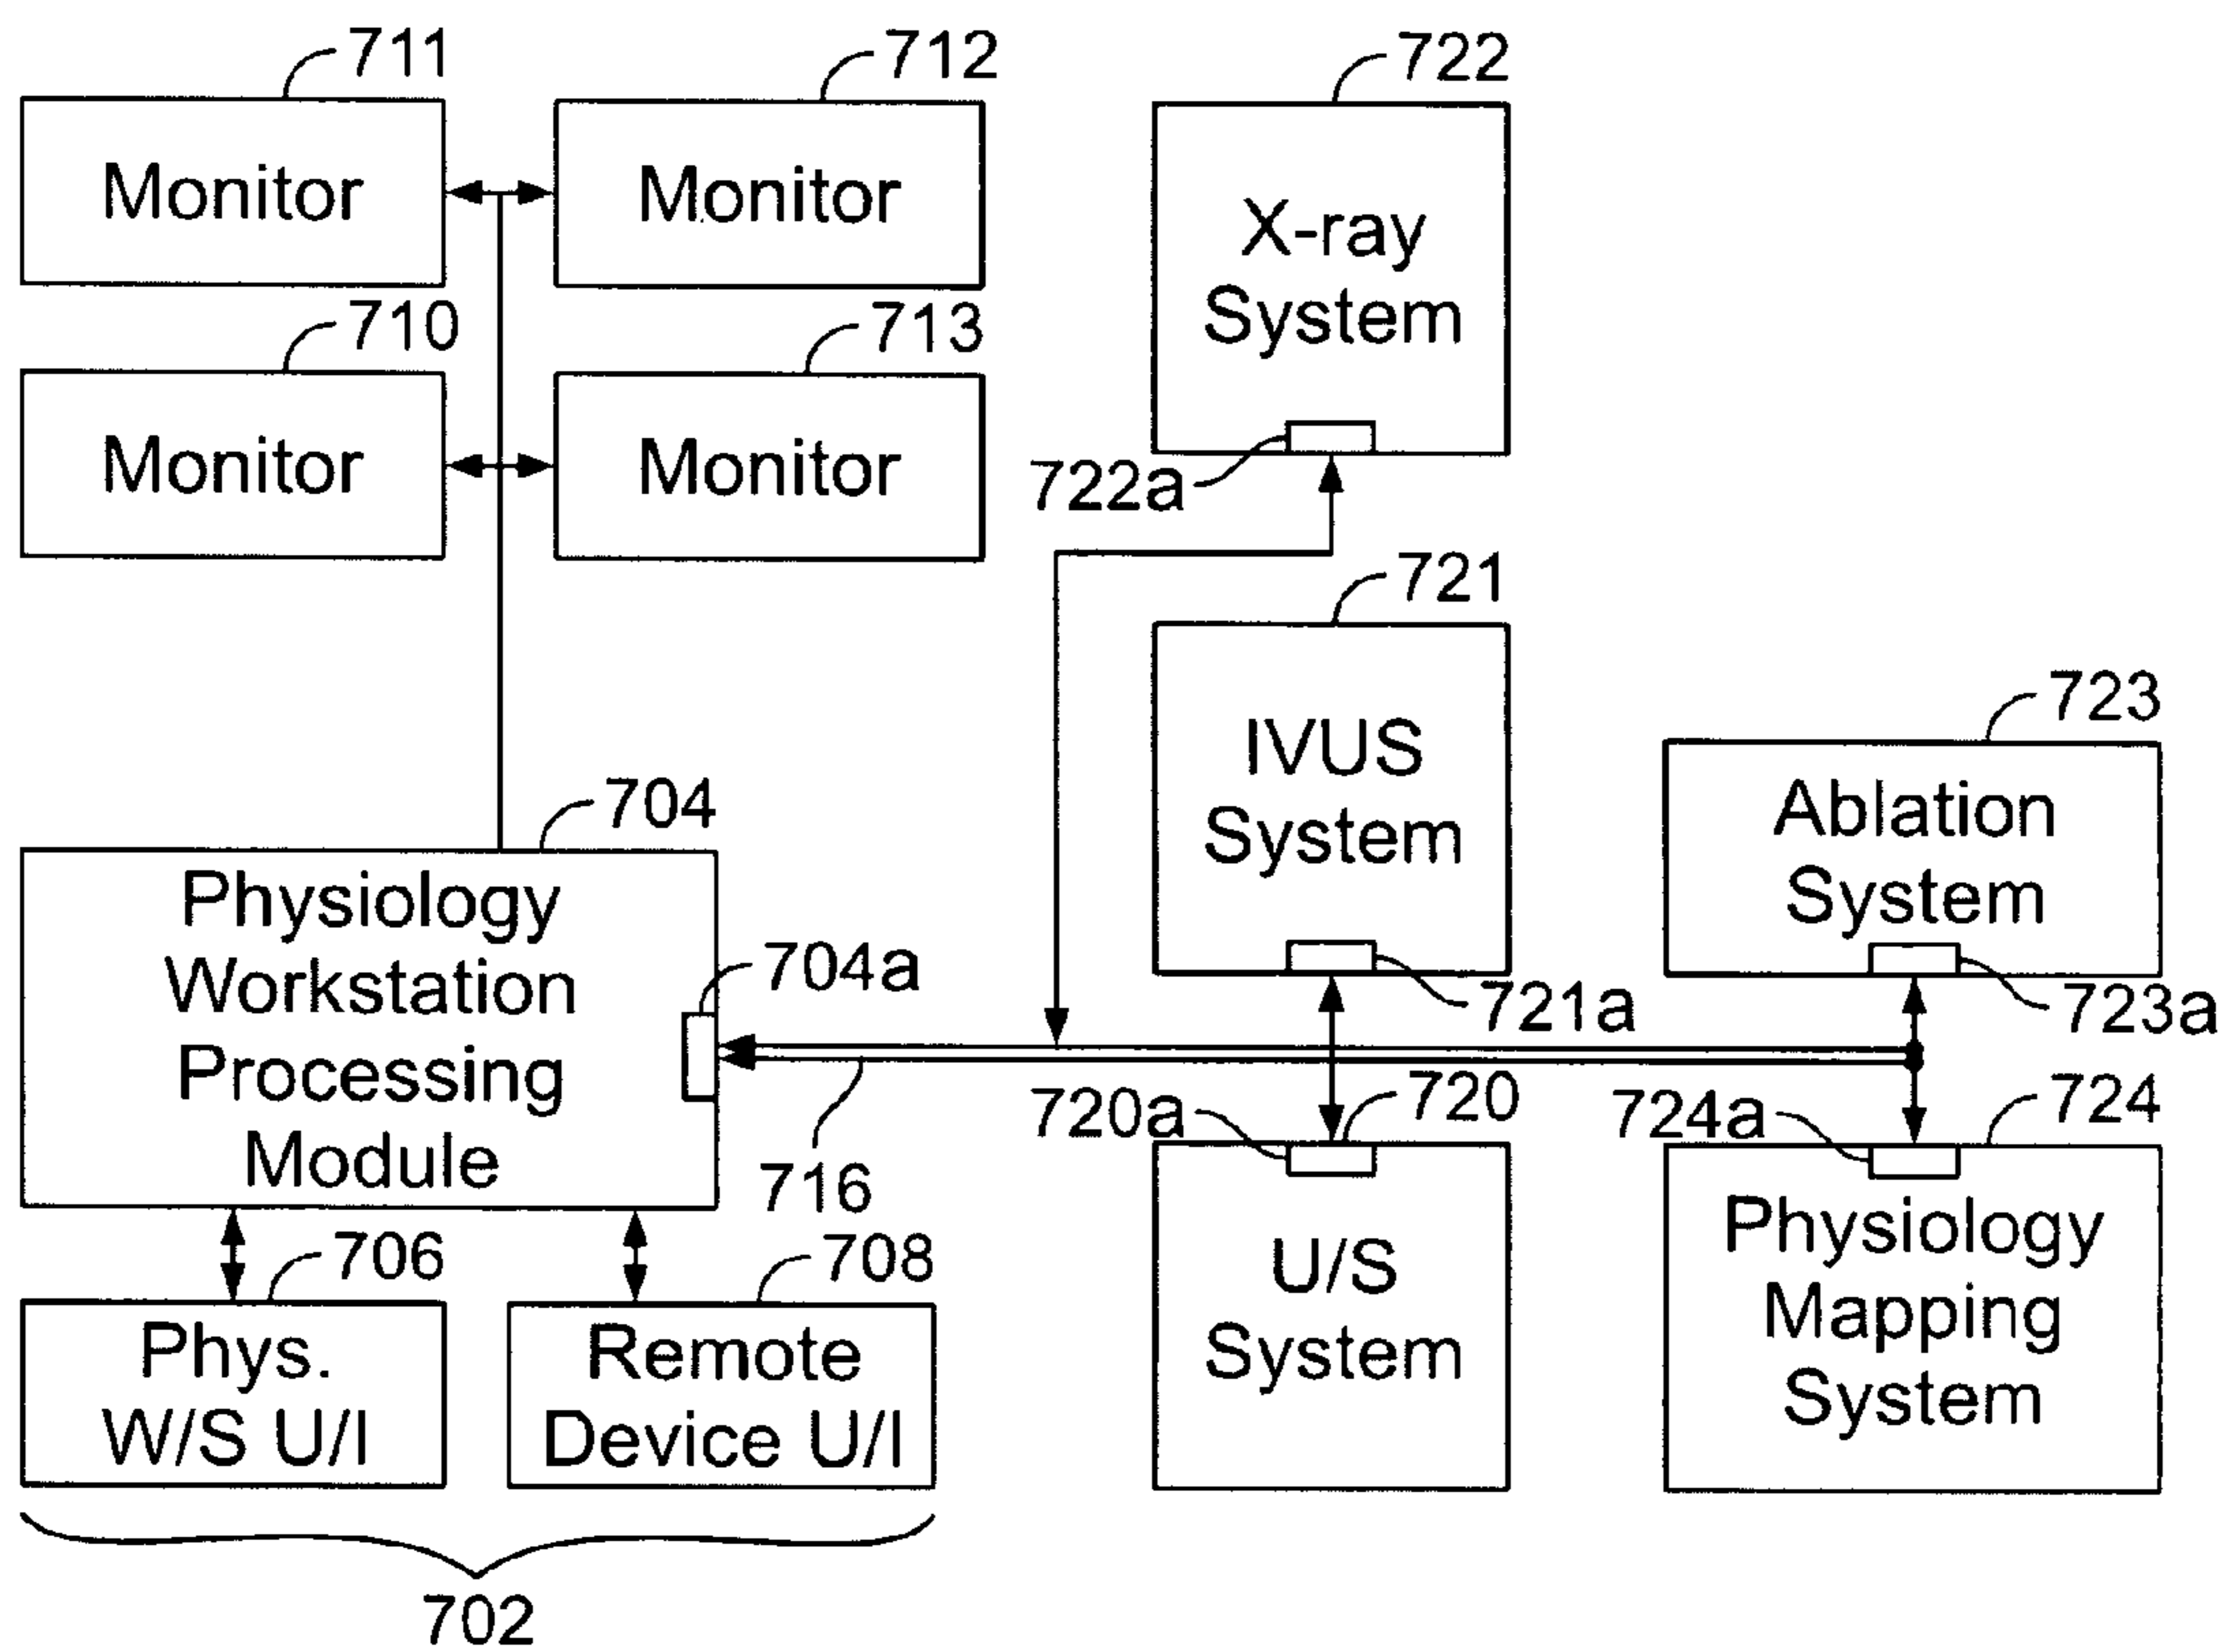 711
712
722
Monitor
Monitor
X-ray
System
710
713
Monitor
Monitor
722a
721
IVUS
System
723
Ablation
System
704
Physiology
Workstation
Processing
Module
704a
721a
723a
716
720a
720
724a
724
706
708
Phys.
W/S U/I
Remote
Device U/I
U/S
System
Physiology
Mapping
System
702